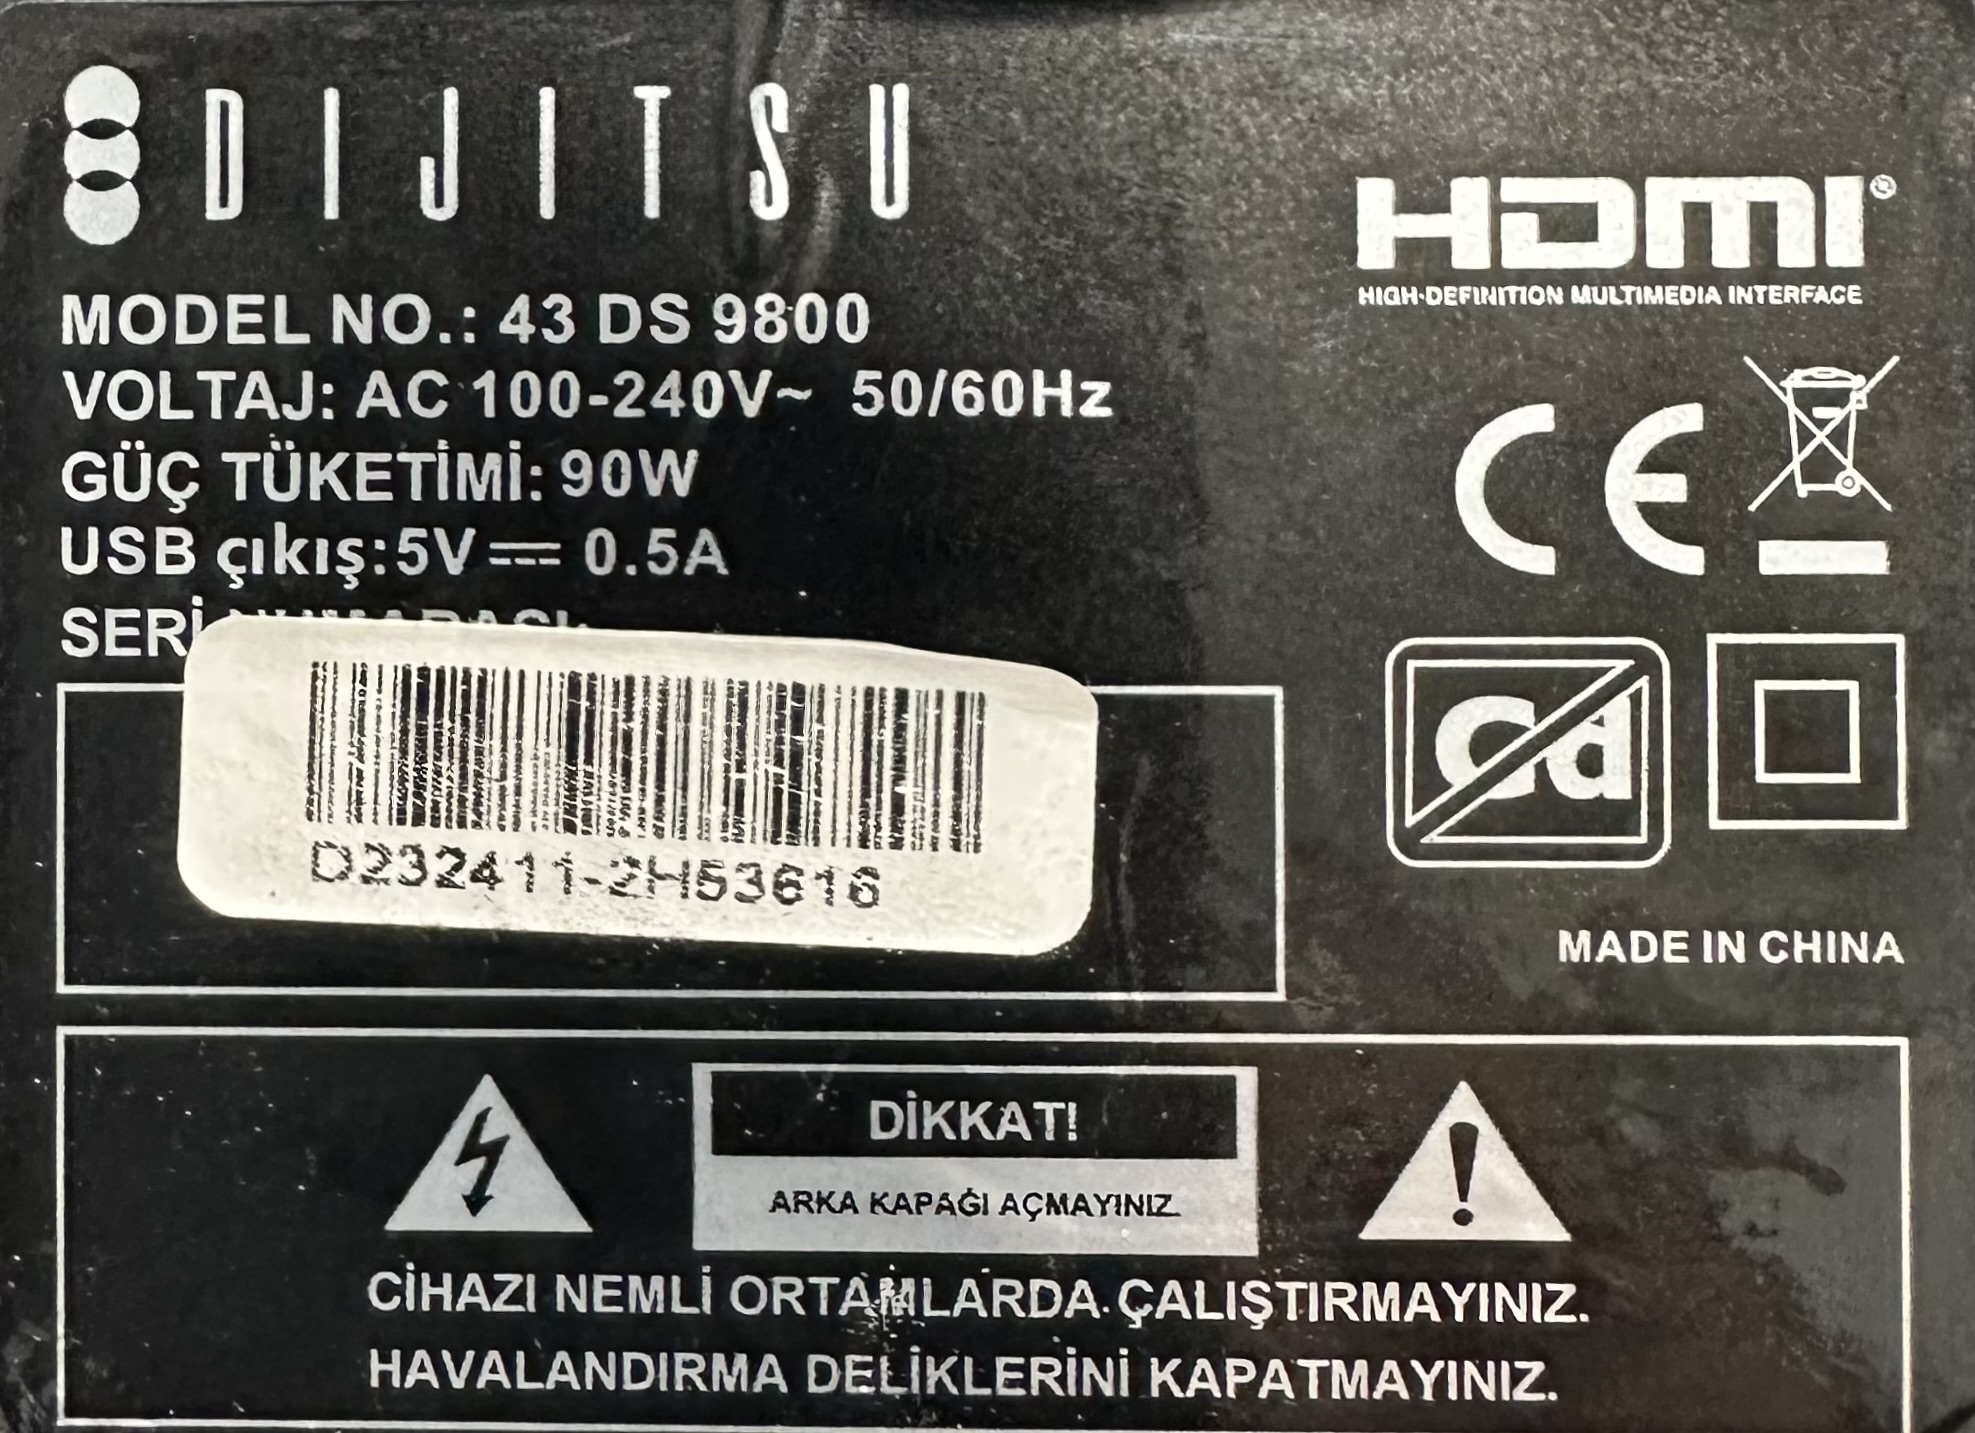 DIJITSU
HDMI®
HIGH-DEFINITION MULTIMEDIA INTERFACE
MODEL NO.: 43 DS 9800
VOLTAJ: AC 100-240V~ 50/60Hz
GÜÇ TÜKETİMİ: 90W
USB çıkış:5V⎓0.5A
SERİ
CE
Cd
MADE IN CHINA
DİKKAT!
ARKA KAPAĞI AÇMAYINIZ
CİHAZI NEMLİ ORTAMLARDA ÇALIŞTIRMAYINIZ.
HAVALANDIRMA DELİKLERİNİ KAPATMAYINIZ.